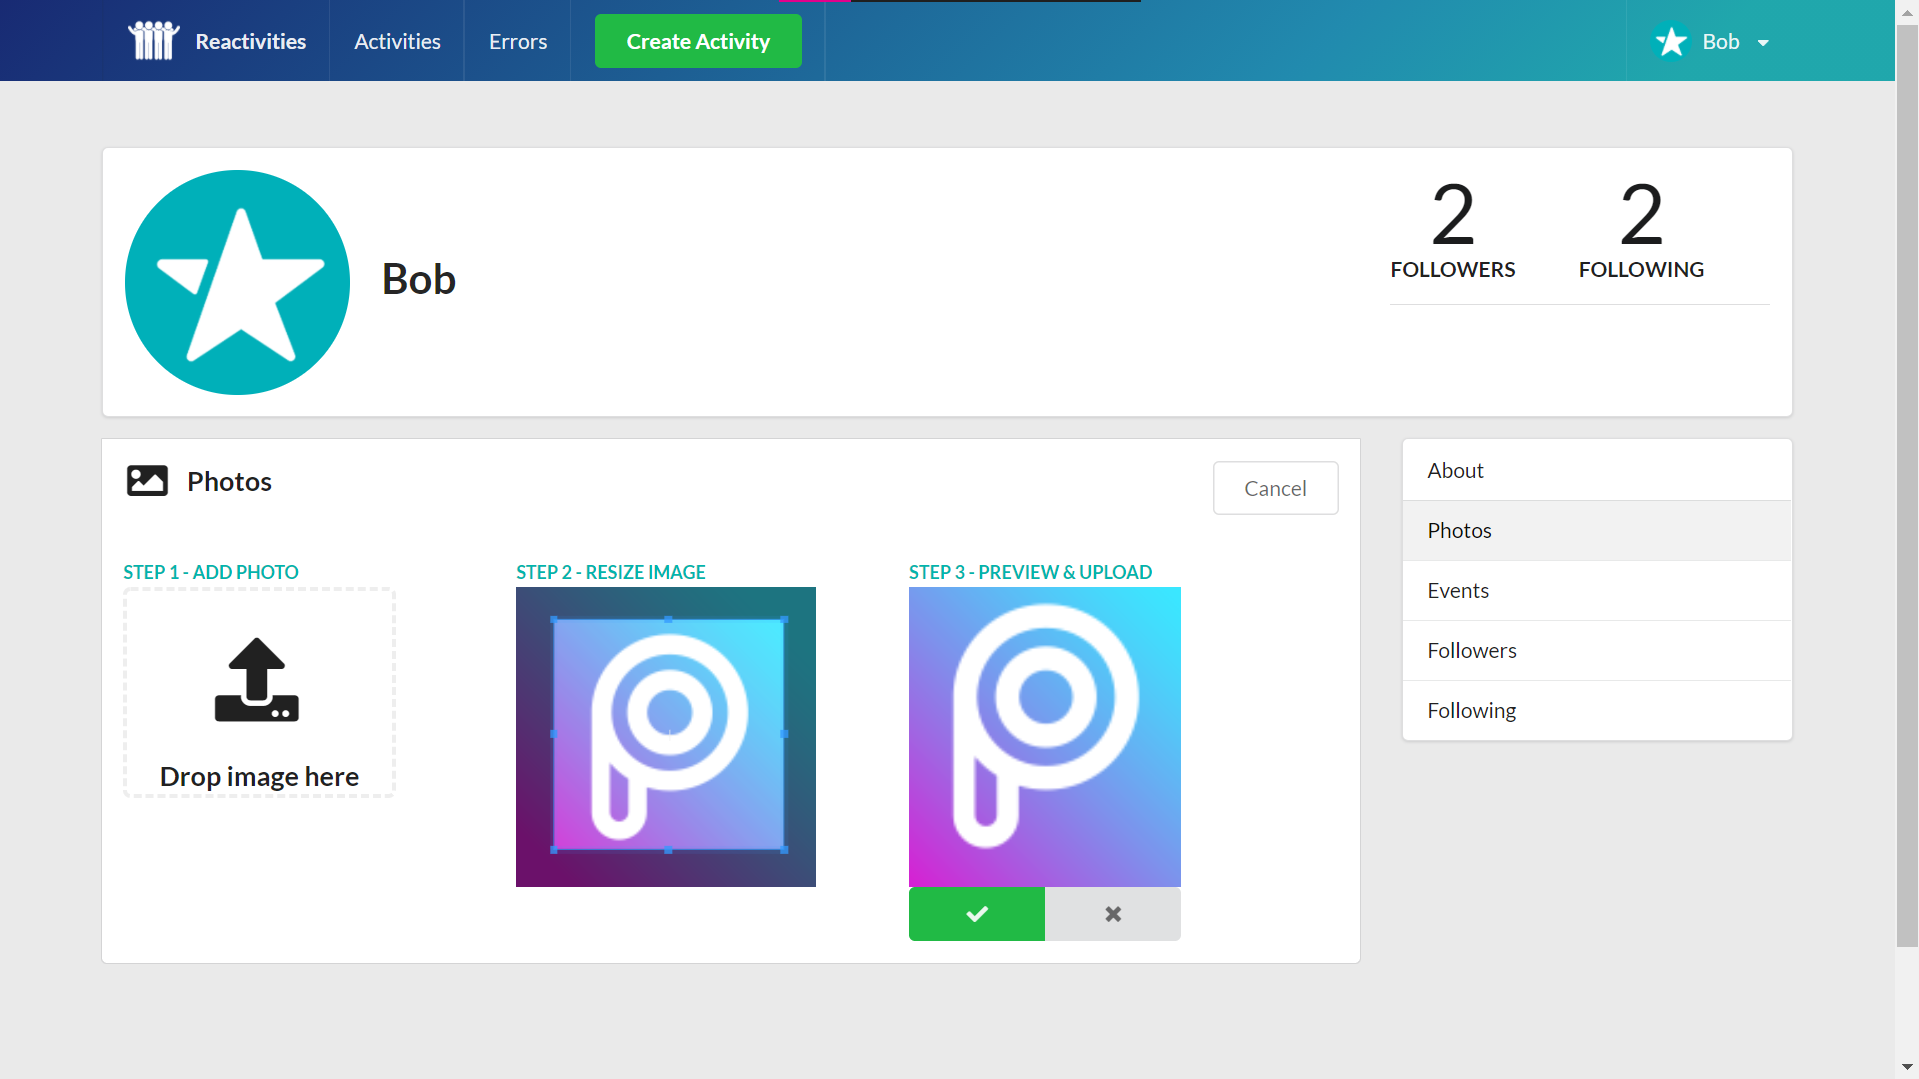 Reactivities
Activities
Errors
Create Activity
Bob
Bob
2
FOLLOWERS
2
FOLLOWING
Photos
Cancel
STEP 1 - ADD PHOTO
Drop image here
STEP 2 - RESIZE IMAGE
STEP 3 - PREVIEW & UPLOAD
About
Photos
Events
Followers
Following